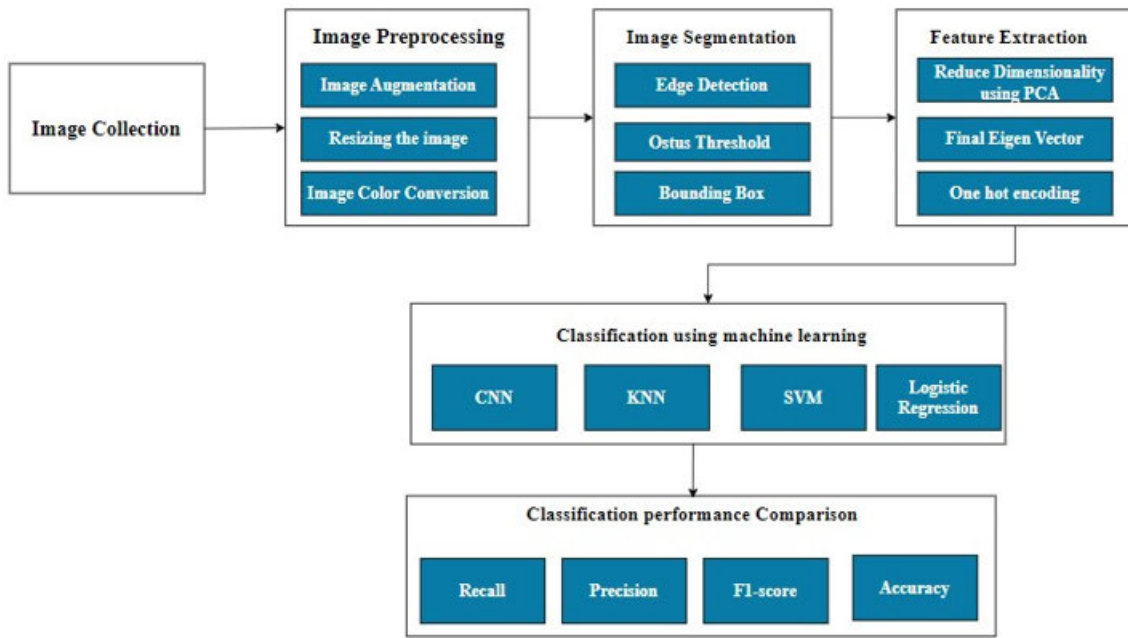 Image Collection
Image Preprocessing
Image Augmentation
Resizing the image
Image Color Conversion
Image Segmentation
Edge Detection
Ostus Threshold
Bounding Box
Feature Extraction
Reduce Dimensionality
using PCA
Final Eigen Vector
One hot encoding
Classification using machine learning
CNN
KNN
SVM
Logistic
Regression
Classification performance Comparison
Recall
Precision
F1-score
Accuracy